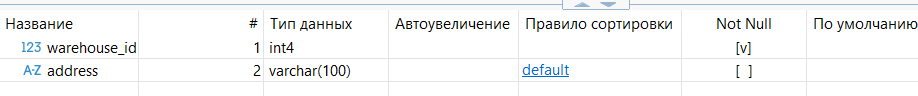 Название # Тип данных Автоувеличение Правило сортировки Not Null По умолчанию
123 warehouse_id 1 int4 [v]
A-Z address 2 varchar(100) default [ ]